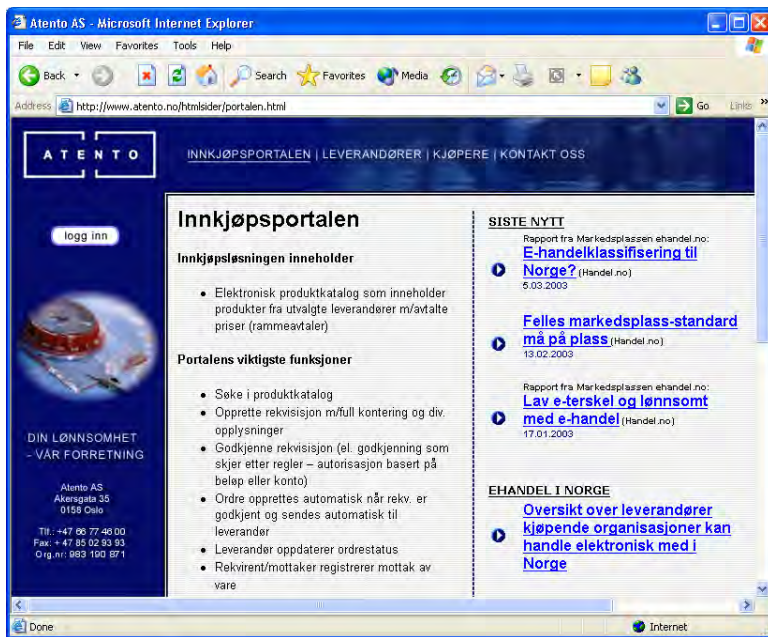 Atento AS - Microsoft Internet Explorer
File Edit View Favorites Tools Help
Back Search Favorites Media
Address http://www.atento.no/htmlsider/portalen.html Go Links »
ATENTO
INNKJØPSPORTALEN | LEVERANDØRER | KJØPERE | KONTAKT OSS
logg inn
DIN LØNNSOMHET
- VÅR FORRETNING
Atento AS
Akersgata 35
0158 Oslo
Tlf.: +47 66 77 46 00
Fax: + 47 85 02 93 93
Org.nr: 983 190 871
Innkjøpsportalen
Innkjøpsløsningen inneholder
• Elektronisk produktkatalog som inneholder
produkter fra utvalgte leverandører m/avtalte
priser (rammeavtaler)
Portalens viktigste funksjoner
• Søke i produktkatalog
• Opprette rekvisisjon m/full kontering og div.
opplysninger
• Godkjenne rekvisisjon (el. godkjenning som
skjer etter regler – autorisasjon basert på
beløp eller konto)
• Ordre opprettes automatisk når rekv. er
godkjent og sendes automatisk til
leverandør
• Leverandør oppdaterer ordrestatus
• Rekvirent/mottaker registrerer mottak av
vare
SISTE NYTT
Rapport fra Markedsplassen ehandel.no:
E-handelklassifisering til
Norge? (Handel.no)
5.03.2003
Felles markedsplass-standard
må på plass (Handel.no)
13.02.2003
Rapport fra Markedsplassen ehandel.no:
Lav e-terskel og lønnsomt
med e-handel (Handel.no)
17.01.2003
EHANDEL I NORGE
Oversikt over leverandører
kjøpende organisasjoner kan
handle elektronisk med i
Norge
Done Internet